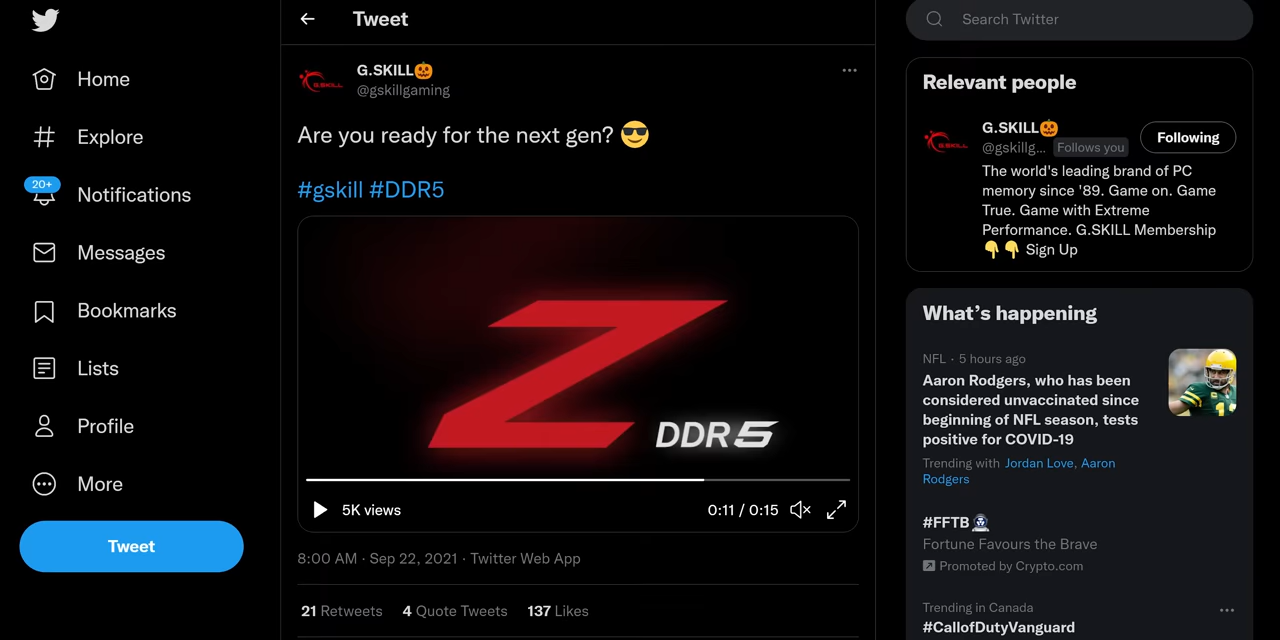 Home
Explore
20+
Notifications
Messages
Bookmarks
Lists
Profile
More
Tweet
Tweet
G.SKILL
G.SKILL🎃
@gskillgaming
Are you ready for the next gen? 😎
#gskill #DDR5
Z
DDR5
5K views
0:11 / 0:15
8:00 AM · Sep 22, 2021 · Twitter Web App
21 Retweets 4 Quote Tweets 137 Likes
Search Twitter
Relevant people
G.SKILL
G.SKILL🎃
@gskillg... Follows you
Following
The world's leading brand of PC
memory since '89. Game on. Game
True. Game with Extreme
Performance. G.SKILL Membership
👇👇 Sign Up
What's happening
NFL · 5 hours ago
Aaron Rodgers, who has been
considered unvaccinated since
beginning of NFL season, tests
positive for COVID-19
Trending with Jordan Love, Aaron
Rodgers
#FFTB
Fortune Favours the Brave
Promoted by Crypto.com
Trending in Canada
#CallofDutyVanguard